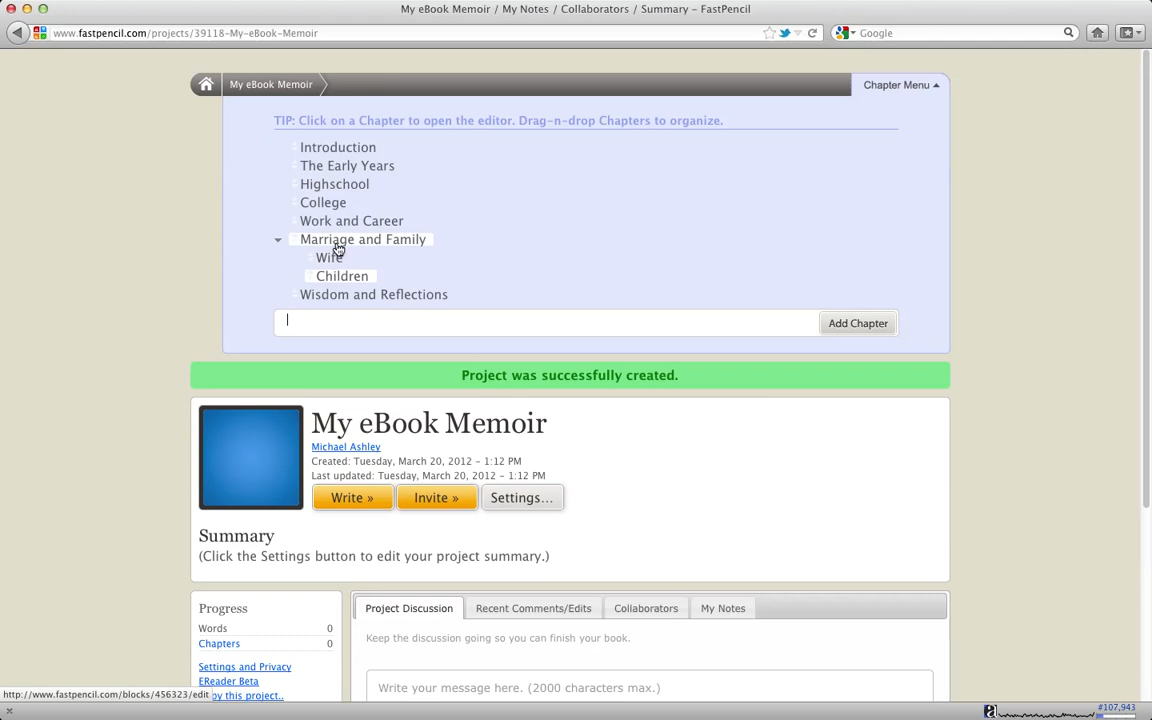 My eBook Memoir / My Notes / Collaborators / Summary – FastPencil
www.fastpencil.com/projects/39118-My-eBook-Memoir
Google
My eBook Memoir
Chapter Menu
TIP: Click on a Chapter to open the editor. Drag-n-drop Chapters to organize.
Introduction
The Early Years
Highschool
College
Work and Career
Marriage and Family
Wife
Children
Wisdom and Reflections
Add Chapter
Project was successfully created.
My eBook Memoir
Michael Ashley
Created: Tuesday, March 20, 2012 – 1:12 PM
Last updated: Tuesday, March 20, 2012 – 1:12 PM
Write »
Invite »
Settings...
Summary
(Click the Settings button to edit your project summary.)
Progress
Words 0
Chapters 0
Settings and Privacy
EReader Beta
py this project..
Project Discussion
Recent Comments/Edits
Collaborators
My Notes
Keep the discussion going so you can finish your book.
Write your message here. (2000 characters max.)
http://www.fastpencil.com/blocks/456323/edit
#107,943